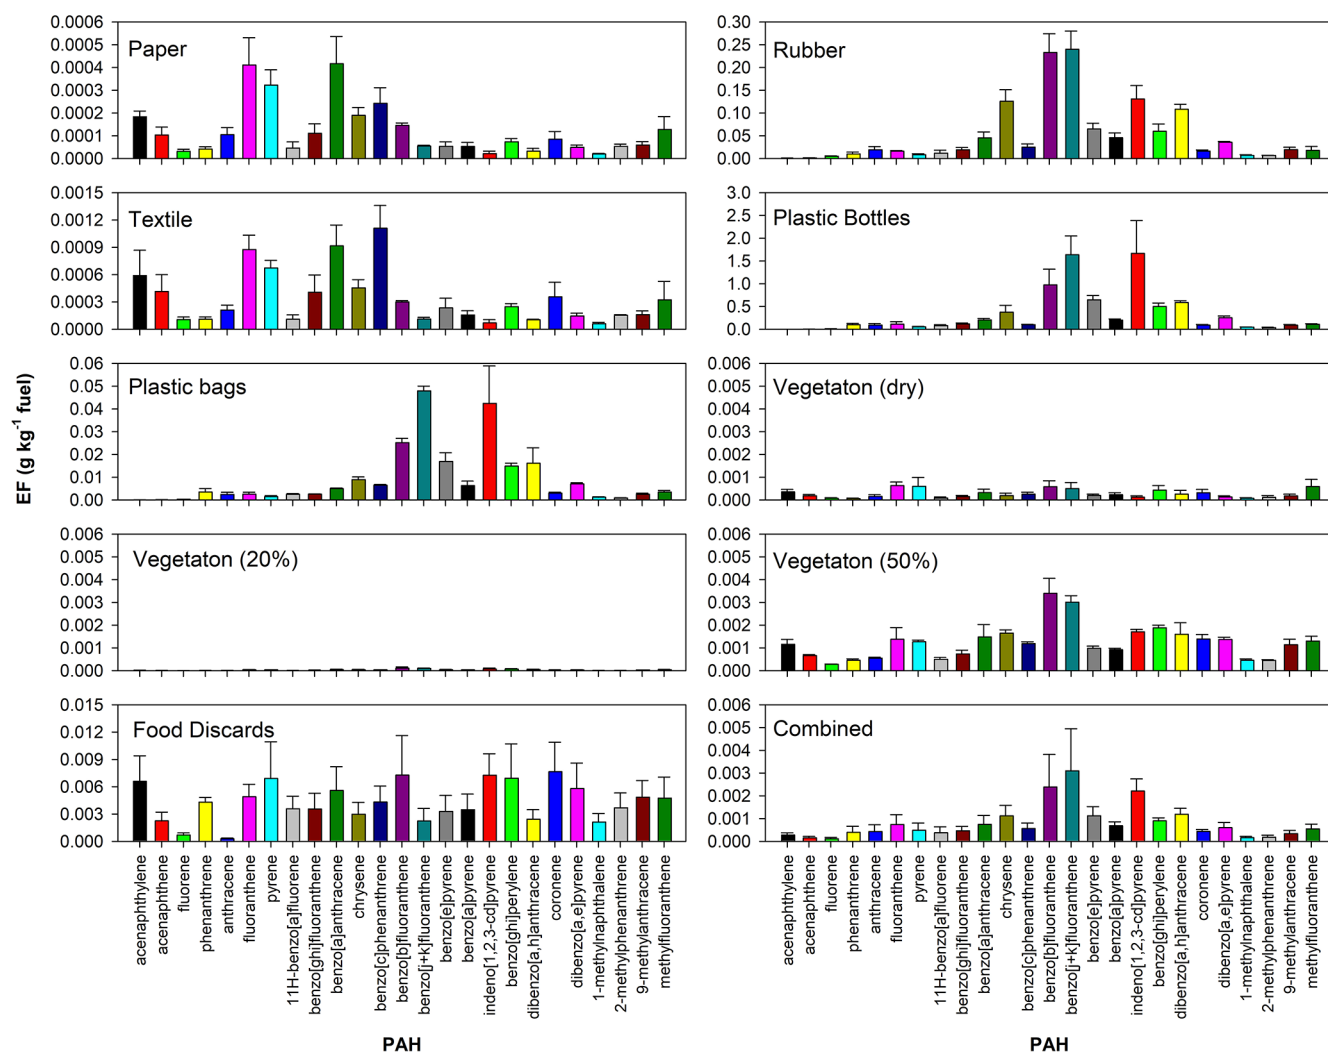 EF (g kg-1 fuel)
Paper
0.0006
0.0005
0.0004
0.0003
0.0002
0.0001
0.0000
Rubber
0.30
0.25
0.20
0.15
0.10
0.05
0.00
Textile
0.0015
0.0012
0.0009
0.0006
0.0003
0.0000
Plastic Bottles
3.0
2.5
2.0
1.5
1.0
0.5
0.0
Plastic bags
0.06
0.05
0.04
0.03
0.02
0.01
0.00
Vegetaton (dry)
0.006
0.005
0.004
0.003
0.002
0.001
0.000
Vegetaton (20%)
0.006
0.005
0.004
0.003
0.002
0.001
0.000
Vegetaton (50%)
0.006
0.005
0.004
0.003
0.002
0.001
0.000
Food Discards
0.015
0.012
0.009
0.006
0.003
0.000
Combined
0.006
0.005
0.004
0.003
0.002
0.001
0.000
acenaphthylene
acenaphthene
fluorene
phenanthrene
anthracene
fluoranthene
pyrene
11H-benzo[a]fluorene
benzo[ghi]fluoranthene
benzo[a]anthracene
chrysene
benzo[c]phenanthrene
benzo[b]fluoranthene
benzo[j+k]fluoranthene
benzo[e]pyrene
benzo[a]pyrene
indeno[1,2,3-cd]pyrene
benzo[ghi]perylene
dibenzo[a,h]anthracene
coronene
dibenzo[a,e]pyrene
1-methylnaphthalene
2-methylphenanthrene
9-methylanthracene
methylfluoranthene
acenaphthylene
acenaphthene
fluorene
phenanthrene
anthracene
fluoranthene
pyrene
11H-benzo[a]fluorene
benzo[ghi]fluoranthene
benzo[a]anthracene
chrysene
benzo[c]phenanthrene
benzo[b]fluoranthene
benzo[j+k]fluoranthene
benzo[e]pyrene
benzo[a]pyrene
indeno[1,2,3-cd]pyrene
benzo[ghi]perylene
dibenzo[a,h]anthracene
coronene
dibenzo[a,e]pyrene
1-methylnaphthalene
2-methylphenanthrene
9-methylanthracene
methylfluoranthene
PAH
PAH